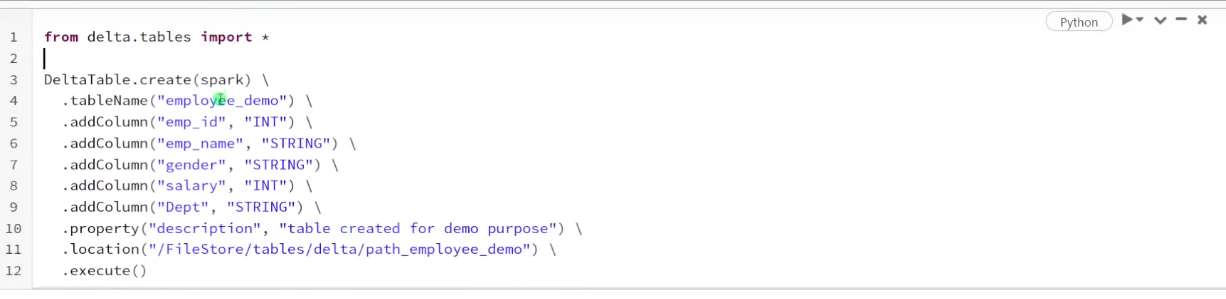 Python
1 from delta.tables import *
2
3 DeltaTable.create(spark) \
4   .tableName("employee_demo") \
5   .addColumn("emp_id", "INT") \
6   .addColumn("emp_name", "STRING") \
7   .addColumn("gender", "STRING") \
8   .addColumn("salary", "INT") \
9   .addColumn("Dept", "STRING") \
10   .property("description", "table created for demo purpose") \
11   .location("/FileStore/tables/delta/path_employee_demo") \
12   .execute()